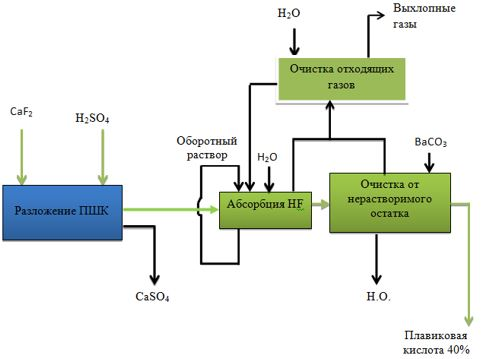 H₂O
Выхлопные
газы
Очистка отходящих
газов
CaF₂
H₂SO₄
Оборотный
раствор
H₂O
BaCO₃
Разложение ПШК
Абсорбция HF
Очистка от
нерастворимого
остатка
CaSO₄
Н.О.
Плавиковая
кислота 40%